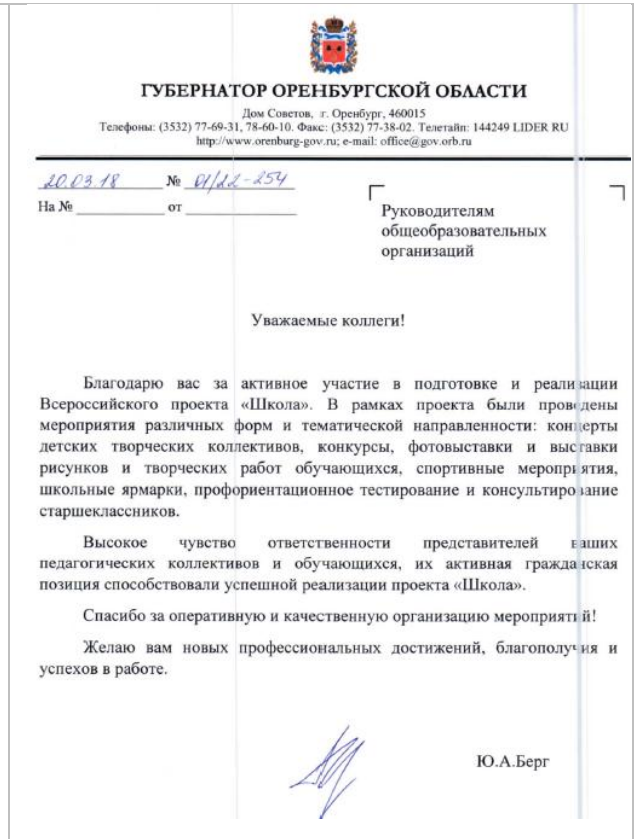 ГУБЕРНАТОР ОРЕНБУРГСКОЙ ОБЛАСТИ
Дом Советов, г. Оренбург, 460015
Телефоны: (3532) 77-69-31, 78-60-10. Факс: (3532) 77-38-02. Телетайп: 144249 LIDER RU
http://www.orenburg-gov.ru; e-mail: office@gov.orb.ru
20.03.18 № 01/22-254
На № от
Руководителям
общеобразовательных
организаций
Уважаемые коллеги!
Благодарю вас за активное участие в подготовке и реализации
Всероссийского проекта «Школа». В рамках проекта были проведены
мероприятия различных форм и тематической направленности: концерты
детских творческих коллективов, конкурсы, фотовыставки и выставки
рисунков и творческих работ обучающихся, спортивные мероприятия,
школьные ярмарки, профориентационное тестирование и консультирование
старшеклассников.
Высокое чувство ответственности представителей ваших
педагогических коллективов и обучающихся, их активная гражданская
позиция способствовали успешной реализации проекта «Школа».
Спасибо за оперативную и качественную организацию мероприятий!
Желаю вам новых профессиональных достижений, благополучия и
успехов в работе.
Ю.А.Берг